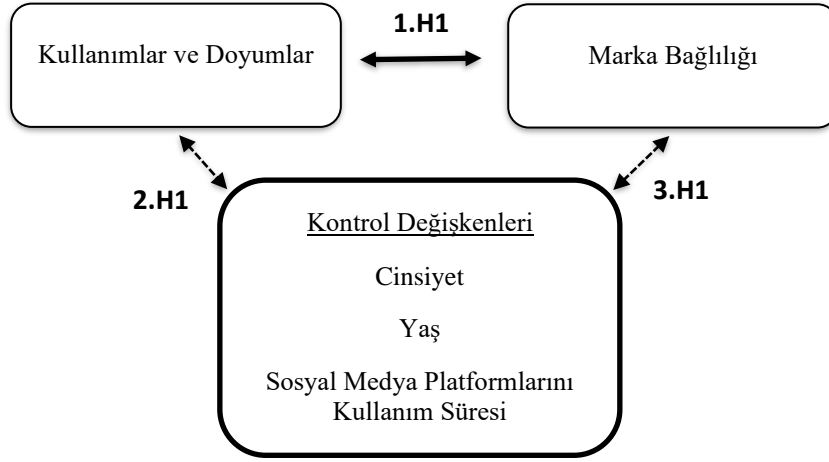 1.H1
Kullanımlar ve Doyumlar
Marka Bağlılığı
2.H1
3.H1
Kontrol Değişkenleri
Cinsiyet
Yaş
Sosyal Medya Platformlarını
Kullanım Süresi